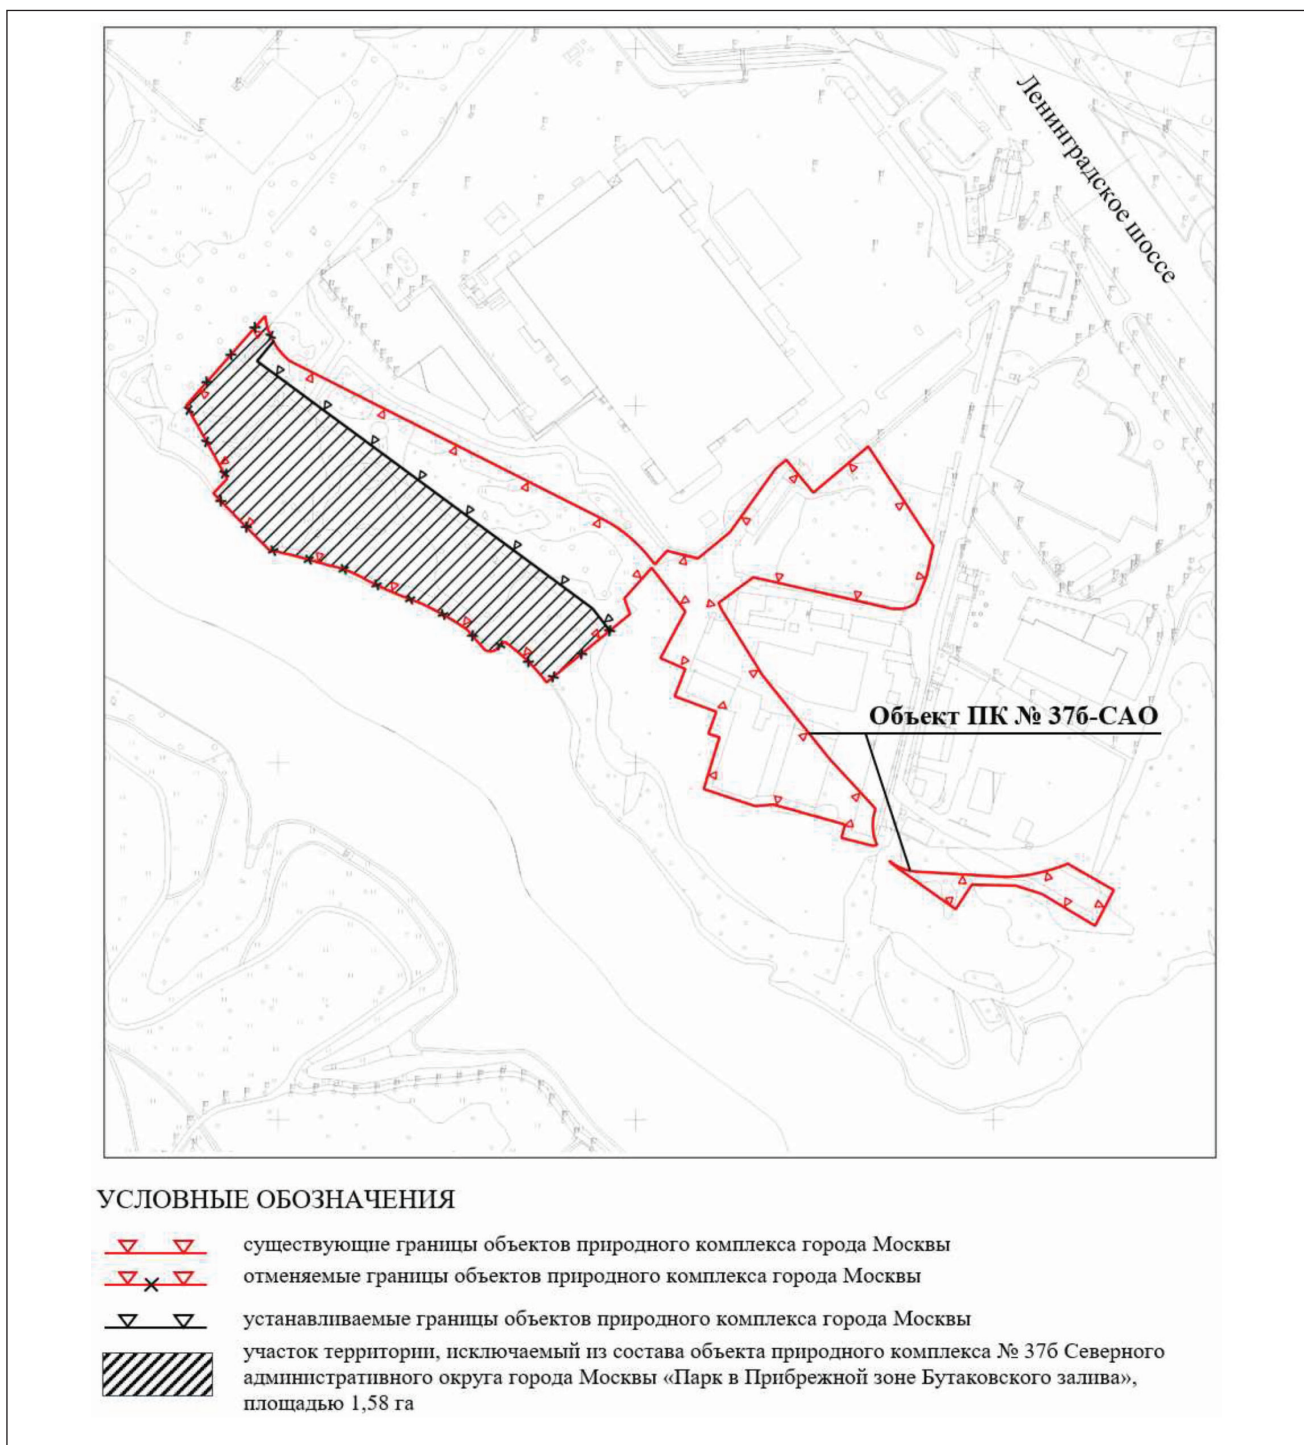 Ленинградское шоссе
Объект ПК № 37б-САО
УСЛОВНЫЕ ОБОЗНАЧЕНИЯ
существующие границы объектов природного комплекса города Москвы
отменяемые границы объектов природного комплекса города Москвы
устанавливаемые границы объектов природного комплекса города Москвы
участок территории, исключаемый из состава объекта природного комплекса № 37б Северного
административного округа города Москвы «Парк в Прибрежной зоне Бутаковского залива»,
площадью 1,58 га